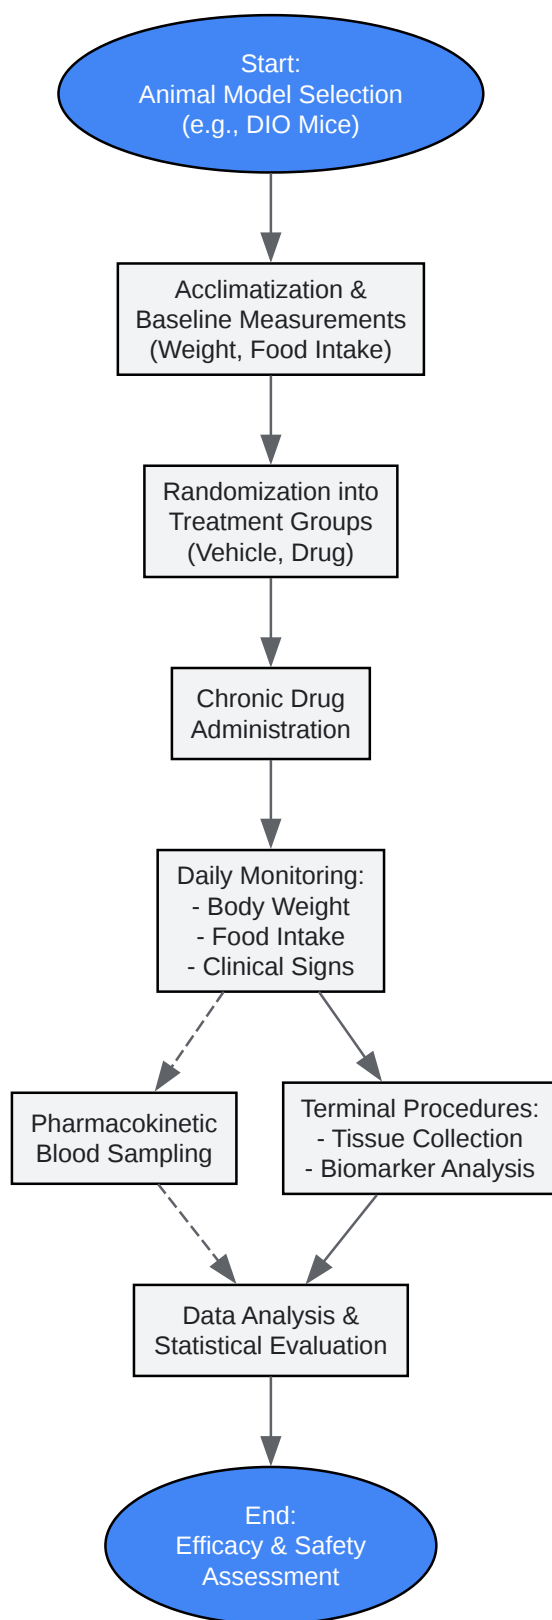 Start:
Animal Model Selection
(e.g., DIO Mice)
Acclimatization &
Baseline Measurements
(Weight, Food Intake)
Randomization into
Treatment Groups
(Vehicle, Drug)
Chronic Drug
Administration
Daily Monitoring:
- Body Weight
- Food Intake
- Clinical Signs
Pharmacokinetic
Blood Sampling
Terminal Procedures:
- Tissue Collection
- Biomarker Analysis
Data Analysis &
Statistical Evaluation
End:
Efficacy & Safety
Assessment